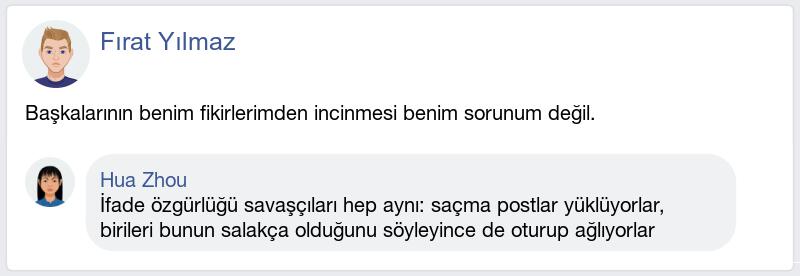 Fırat Yılmaz
Başkalarının benim fikirlerimden incinmesi benim sorunum değil.
Hua Zhou
İfade özgürlüğü savaşçıları hep aynı: saçma postlar yüklüyorlar,
birileri bunun salakça olduğunu söyleyince de oturup ağlıyorlar